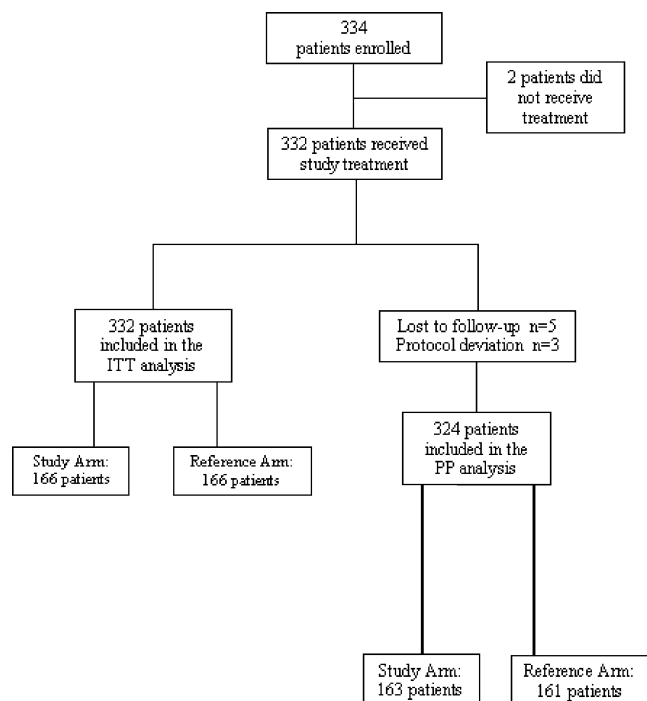 334
patients enrolled
2 patients did
not receive
treatment
332 patients received
study treatment
332 patients
included in the
ITT analysis
Lost to follow-up n=5
Protocol deviation n=3
324 patients
included in the
PP analysis
Study Arm:
166 patients
Reference Arm:
166 patients
Study Arm:
163 patients
Reference Arm:
161 patients